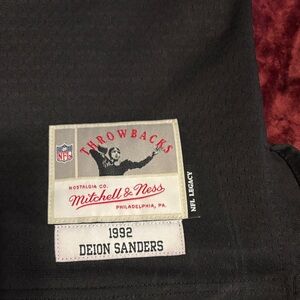 THROWBACKS
NFL
NOSTALGIA CO.
Mitchell & Ness
PHILADELPHIA, PA.
NFL LEGACY
1992
DEION SANDERS